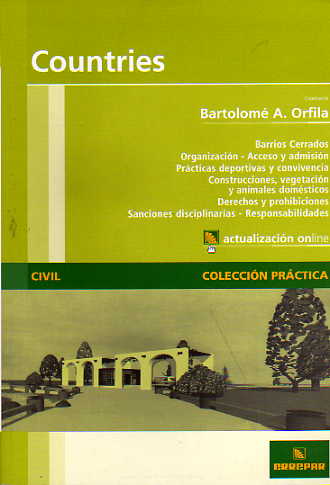 Countries
Bartolomé A. Orfila
Barrios Cerrados
Organización - Acceso y admisión
Prácticas deportivas y convivencia
Construcciones, vegetación
y animales domésticos
Derechos y prohibiciones
Sanciones disciplinarias - Responsabilidades
actualización online
CIVIL
COLECCIÓN PRÁCTICA
ERREPAR